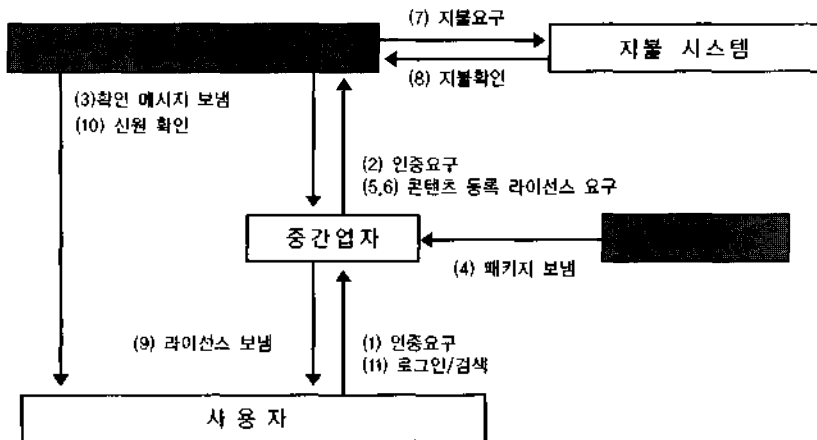 (7) 지불요구
지불 시스템
(8) 지불확인
(3)확인 메시지 보냄
(10) 신원 확인
(2) 인증요구
(5,6) 콘텐츠 등록 라이선스 요구
중간업자
(4) 패키지 보냄
(9) 라이선스 보냄
(1) 인증요구
(11) 로그인/검색
사 용 자